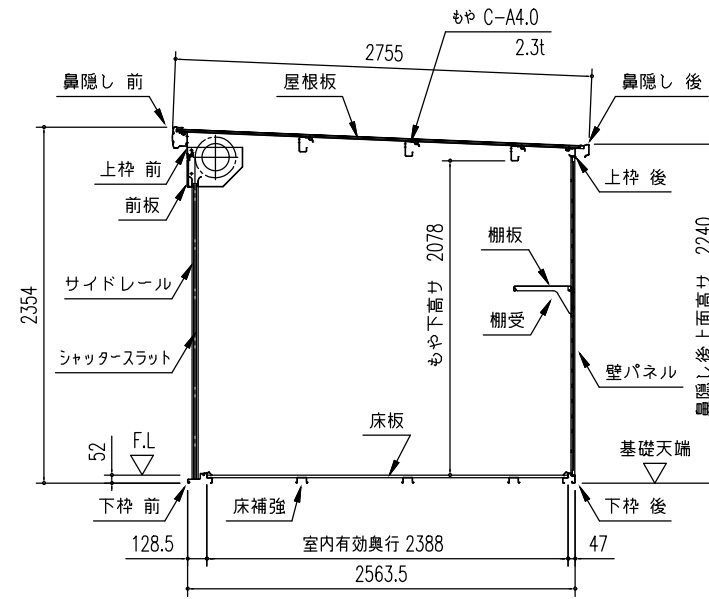 もや C-A4.0
2.3t
2755
鼻隠し 前
屋根板
鼻隠し 後
上枠 前
上枠 後
前板
もや下高サ 2078
棚板
鼻隠し後上面高サ 2240
サイドレール
2354
棚受
シャッタースラット
壁パネル
床板
F.L
52
基礎天端
下枠 前
床補強
下枠 後
128.5
室内有効奥行 2388
47
2563.5